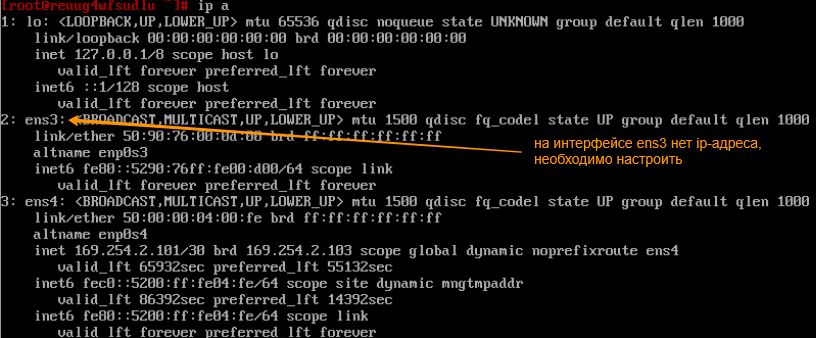 [root@reuug4wfsudlu ~]# ip a
1: lo: <LOOPBACK,UP,LOWER_UP> mtu 65536 qdisc noqueue state UNKNOWN group default qlen 1000
link/loopback 00:00:00:00:00:00 brd 00:00:00:00:00:00
inet 127.0.0.1/8 scope host lo
valid_lft forever preferred_lft forever
inet6 ::1/128 scope host
valid_lft forever preferred_lft forever
2: ens3: <BROADCAST,MULTICAST,UP,LOWER_UP> mtu 1500 qdisc fq_codel state UP group default qlen 1000
link/ether 50:90:76:00:0d:00 brd ff:ff:ff:ff:ff:ff
altname enp0s3
inet6 fe80::5290:76ff:fe00:d00/64 scope link
valid_lft forever preferred_lft forever
на интерфейсе ens3 нет ip-адреса,
необходимо настроить
3: ens4: <BROADCAST,MULTICAST,UP,LOWER_UP> mtu 1500 qdisc fq_codel state UP group default qlen 1000
link/ether 50:00:00:04:00:fe brd ff:ff:ff:ff:ff:ff
altname enp0s4
inet 169.254.2.101/30 brd 169.254.2.103 scope global dynamic noprefixroute ens4
valid_lft 65932sec preferred_lft 55132sec
inet6 fec0::5200:ff:fe04:fe/64 scope site dynamic mngtmpaddr
valid_lft 86392sec preferred_lft 14392sec
inet6 fe80::5200:ff:fe04:fe/64 scope link
valid_lft forever preferred_lft forever